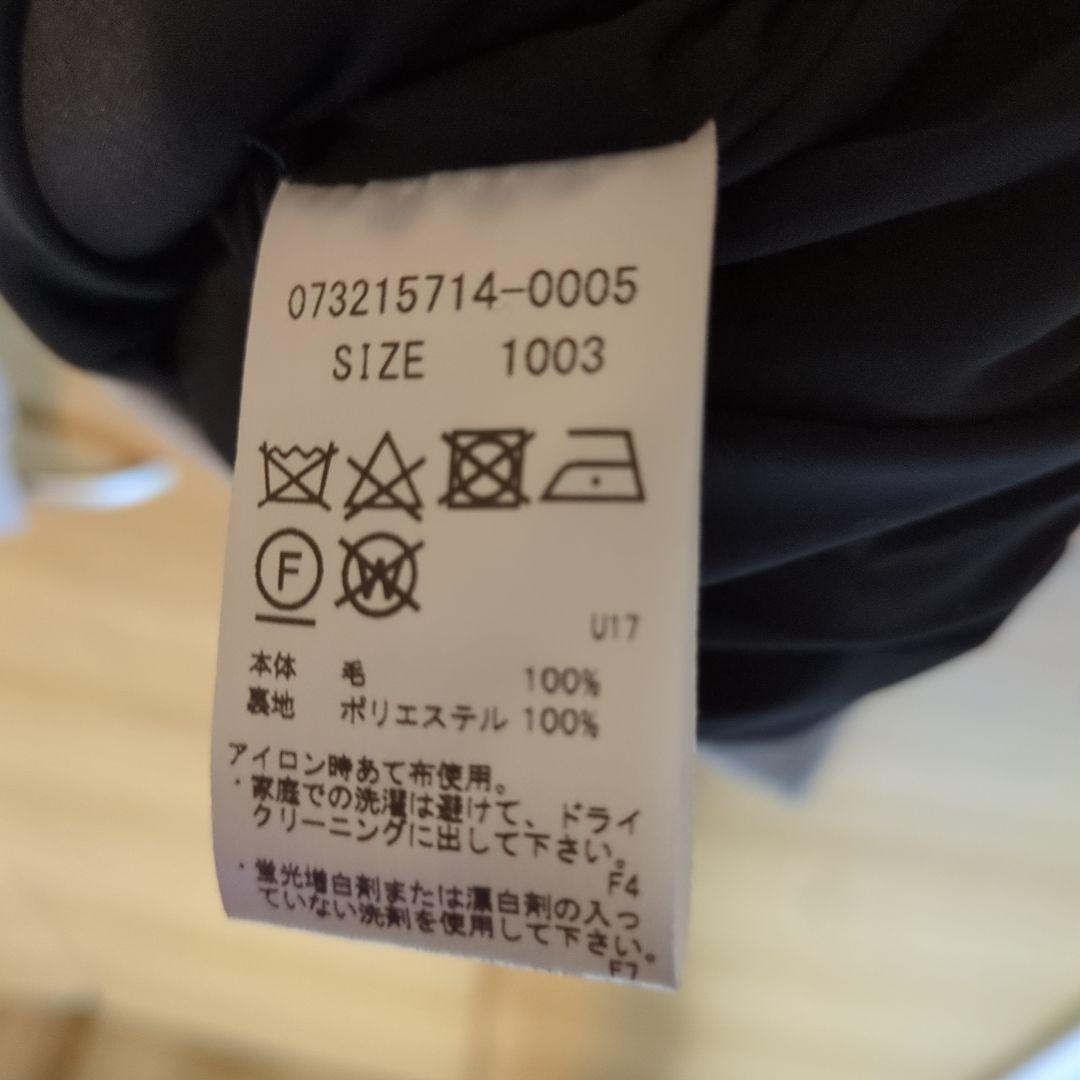 073215714-0005
SIZE 1003
F W
U17
本体 毛 100%
裏地 ポリエステル 100%
アイロン時あて布使用。
・家庭での洗濯は避けて、ドライ
クリーニングに出して下さい。
F4
・蛍光増白剤または漂白剤の入っ
ていない洗剤を使用して下さい。
F7